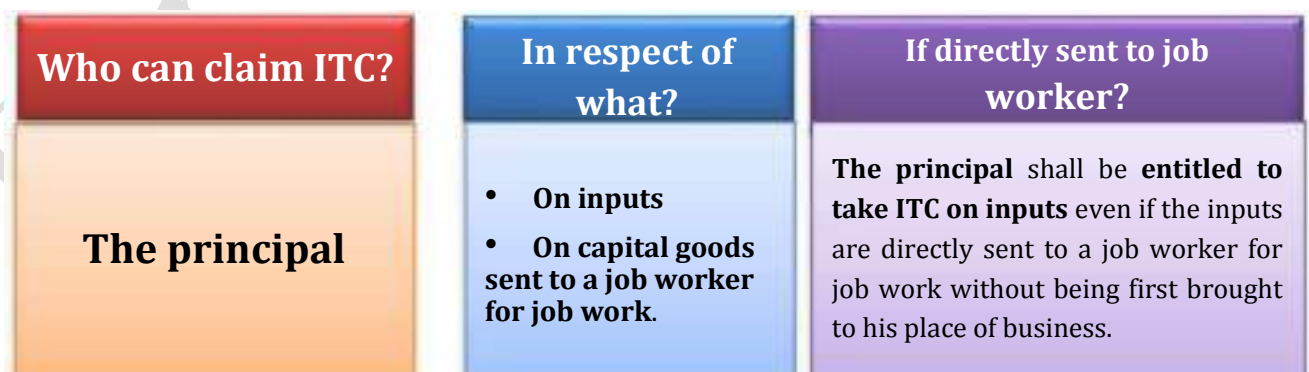 Who can claim ITC?
The principal
In respect of
what?
• On inputs
• On capital goods
sent to a job worker
for job work.
If directly sent to job
worker?
The principal shall be entitled to
take ITC on inputs even if the inputs
are directly sent to a job worker for
job work without being first brought
to his place of business.